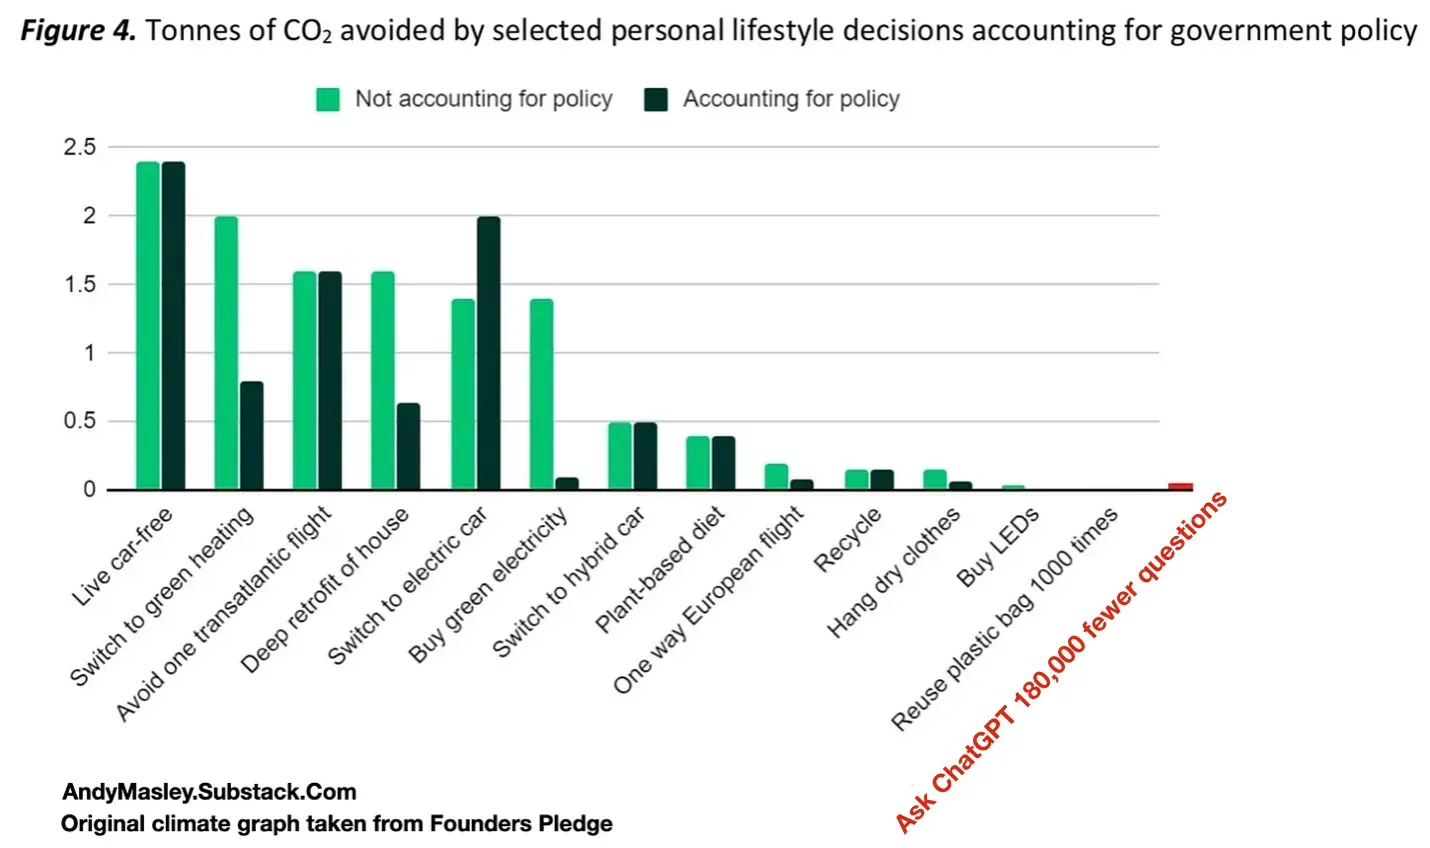 Figure 4. Tonnes of CO₂ avoided by selected personal lifestyle decisions accounting for government policy
Not accounting for policy
Accounting for policy
2.5
2
1.5
1
0.5
0
Live car-free
Switch to green heating
Avoid one transatlantic flight
Deep retrofit of house
Switch to electric car
Buy green electricity
Switch to hybrid car
Plant-based diet
One way European flight
Recycle
Hang dry clothes
Buy LEDs
Reuse plastic bag 1000 times
Ask ChatGPT 180,000 fewer questions
AndyMasley.Substack.Com
Original climate graph taken from Founders Pledge